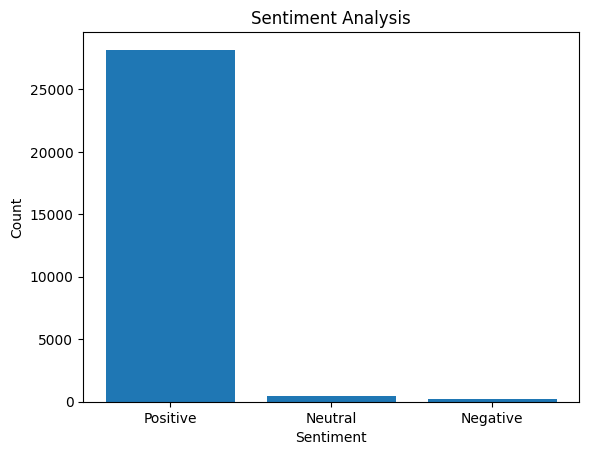 Sentiment Analysis
Count
25000
20000
15000
10000
5000
0
Positive
Neutral
Negative
Sentiment